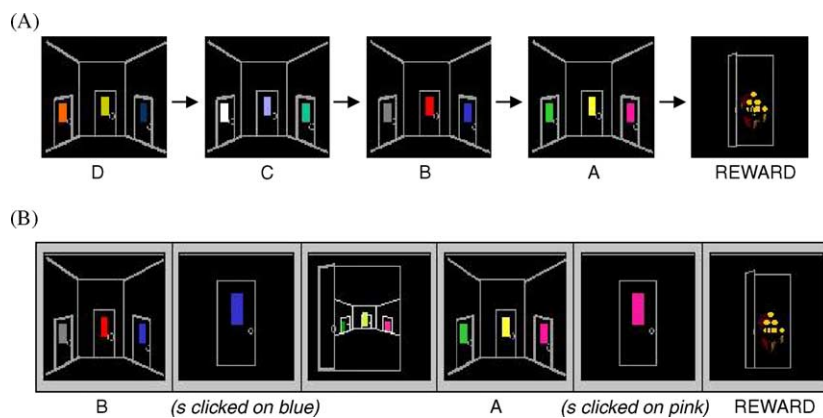 (A)
D C B A REWARD
(B)
B (s clicked on blue) A (s clicked on pink) REWARD